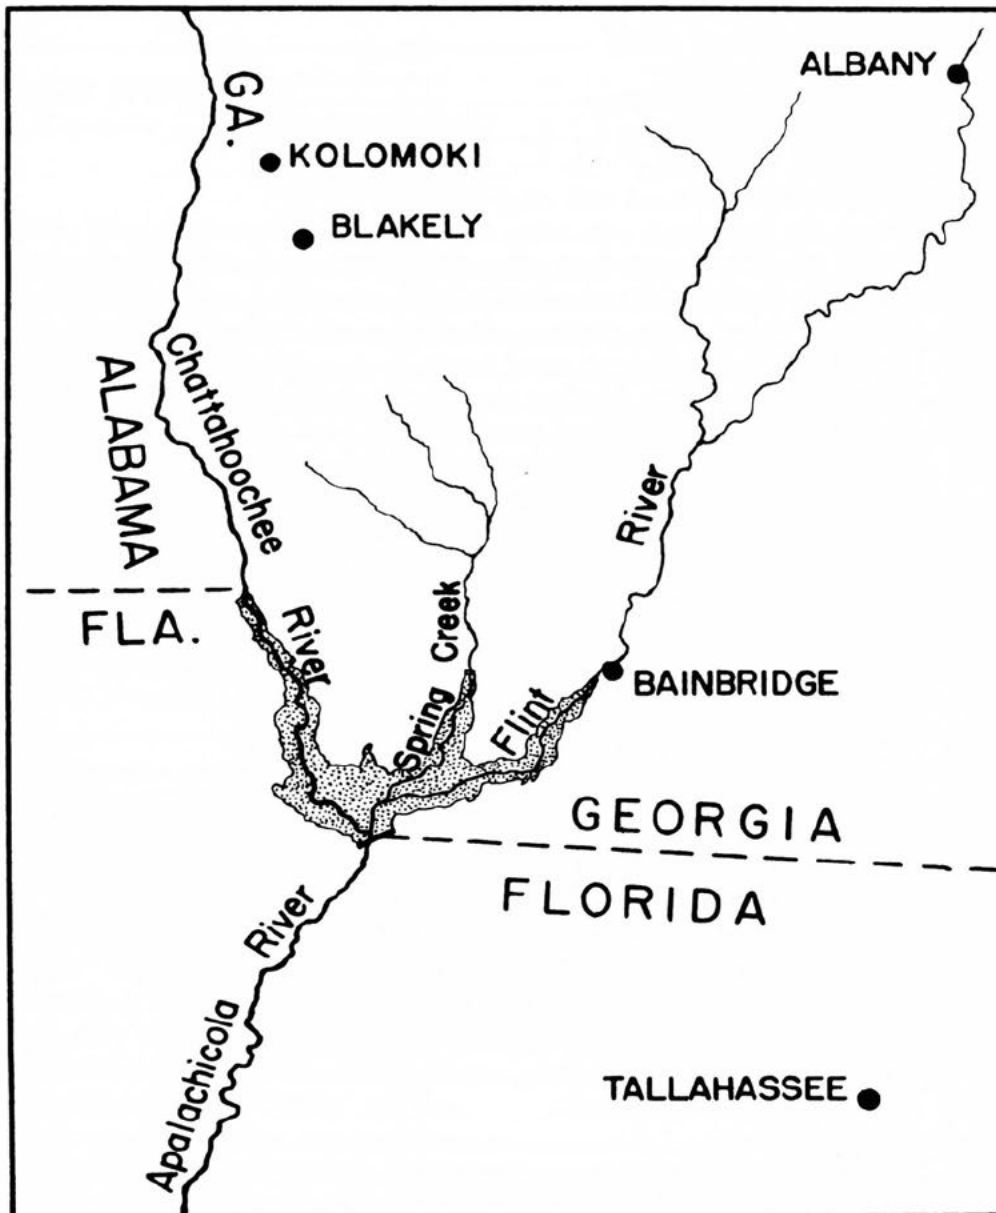 ALBANY
GA.
KOLOMOKI
BLAKELY
ALABAMA
Chattahoochee River
FLA.
Spring Creek
Flint River
BAINBRIDGE
GEORGIA
FLORIDA
Apalachicola River
TALLAHASSEE